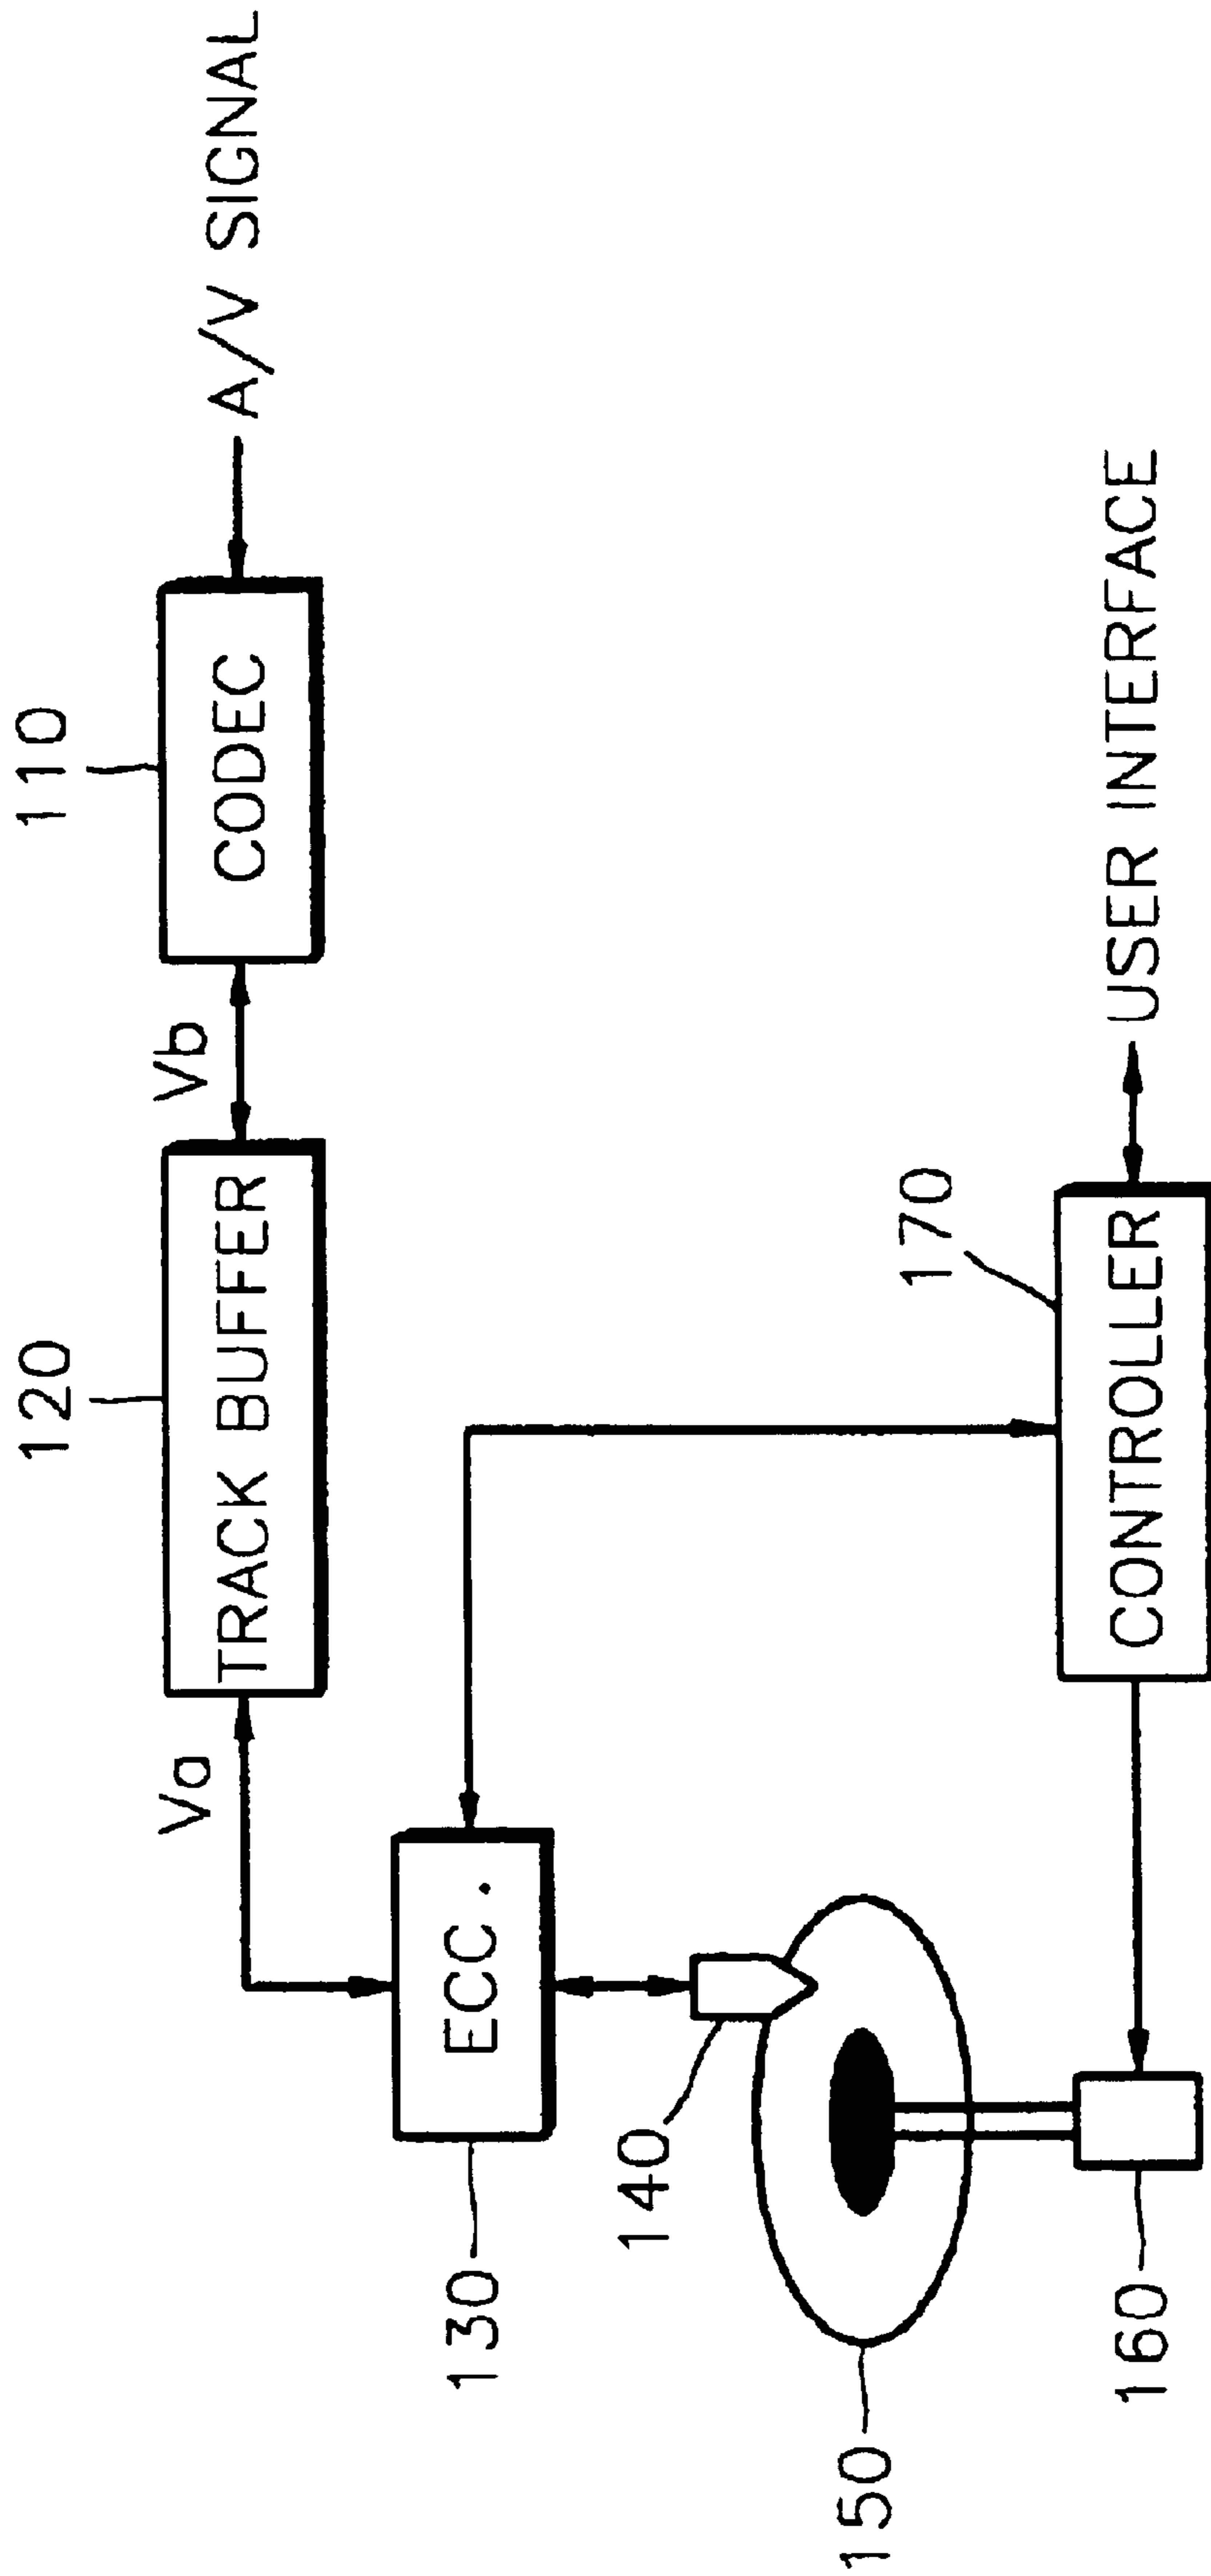 110
120
A/V SIGNAL
CODEC
Vb
TRACK BUFFER
Va
ECC.
130
140
170
150
USER INTERFACE
CONTROLLER
160